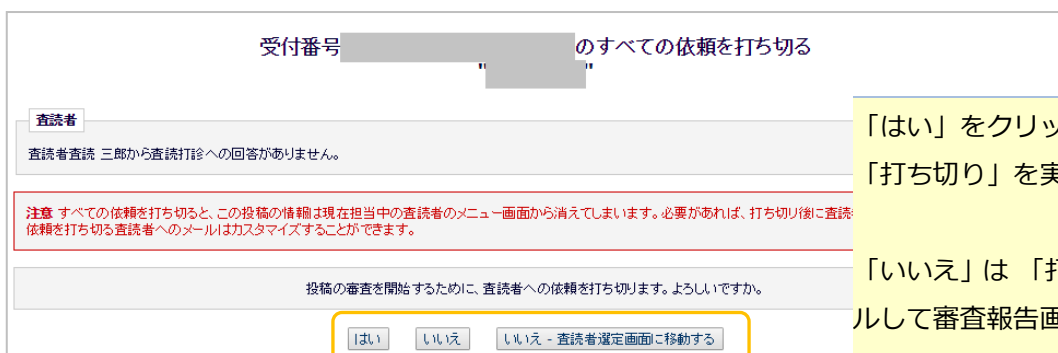 受付番号 のすべての依頼を打ち切る
" "
査読者
査読者査読 三郎から査読打診への回答がありません。
注意 すべての依頼を打ち切ると、この投稿の情報は現在担当中の査読者のメニュー画面から消えてしまいます。必要があれば、打ち切り後に査読
依頼を打ち切る査読者へのメールはカスタマイズすることができます。
投稿の審査を開始するために、査読者への依頼を打ち切ります。よろしいですか。
はい いいえ いいえ - 査読者選定画面に移動する
「はい」をクリッ
「打ち切り」を実
「いいえ」は 「打
ルして審査報告画